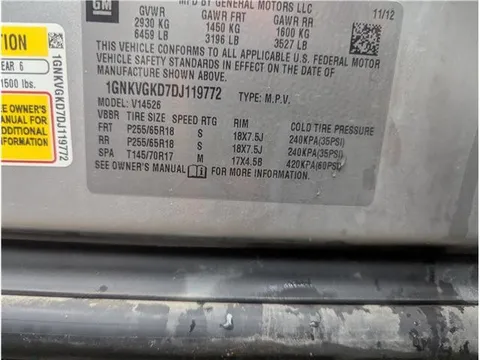 GM
MFD BY GENERAL MOTORS LLC
11/12
GVWR GAWR FRT GAWR RR
2930 KG 1450 KG 1600 KG
6459 LB 3196 LB 3527 LB
THIS VEHICLE CONFORMS TO ALL APPLICABLE U.S. FEDERAL MOTOR
VEHICLE SAFETY STANDARDS IN EFFECT ON THE DATE OF
MANUFACTURE SHOWN ABOVE.
1GNKVGKD7DJ119772 TYPE: M.P.V.
MODEL: V14526
VBBR TIRE SIZE SPEED RTG RIM COLD TIRE PRESSURE
FRT P255/65R18 S 18X7.5J 240KPA(35PSI)
RR P255/65R18 S 18X7.5J 240KPA(35PSI)
SPA T145/70R17 M 17X4.5B 420KPA(60PSI)
SEE OWNER'S MANUAL FOR MORE INFORMATION.
TION
EAR 6
1500 lbs.
SEE OWNER'S
MANUAL FOR
ADDITIONAL
INFORMATION
1GNKVGKD7DJ119772